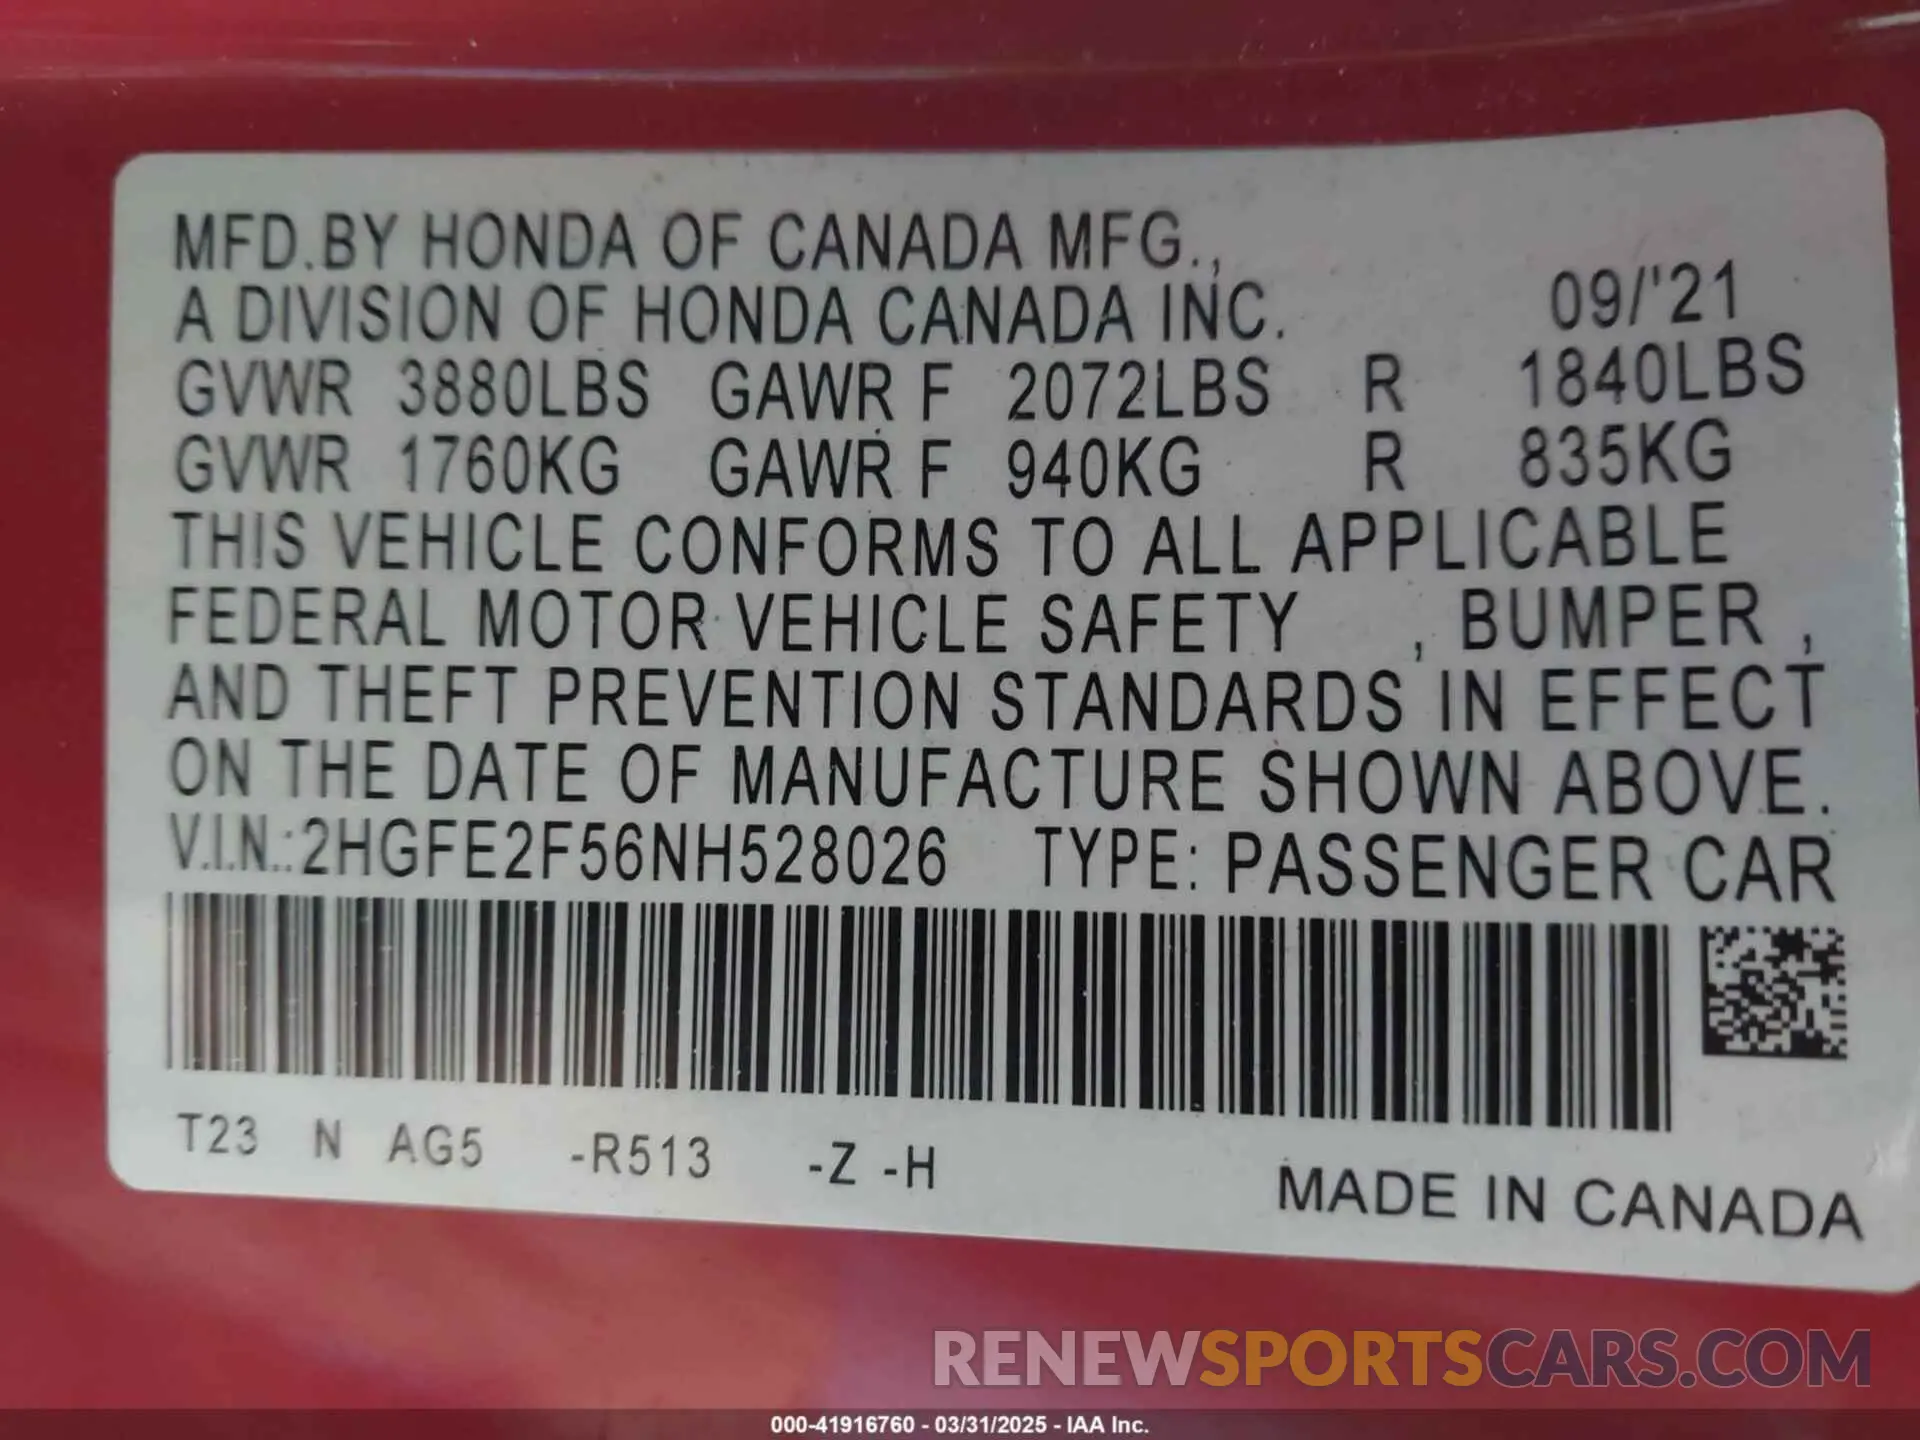 MFD.BY HONDA OF CANADA MFG.,
A DIVISION OF HONDA CANADA INC. 09/'21
GVWR 3880LBS GAWR F 2072LBS R 1840LBS
GVWR 1760KG GAWR F 940KG R 835KG
THIS VEHICLE CONFORMS TO ALL APPLICABLE
FEDERAL MOTOR VEHICLE SAFETY , BUMPER ,
AND THEFT PREVENTION STANDARDS IN EFFECT
ON THE DATE OF MANUFACTURE SHOWN ABOVE.
V.I.N.:2HGFE2F56NH528026 TYPE: PASSENGER CAR
T23 N AG5 -R513 -Z -H
MADE IN CANADA
RENEWSPORTSCARS.COM
000-41916760 - 03/31/2025 - IAA Inc.